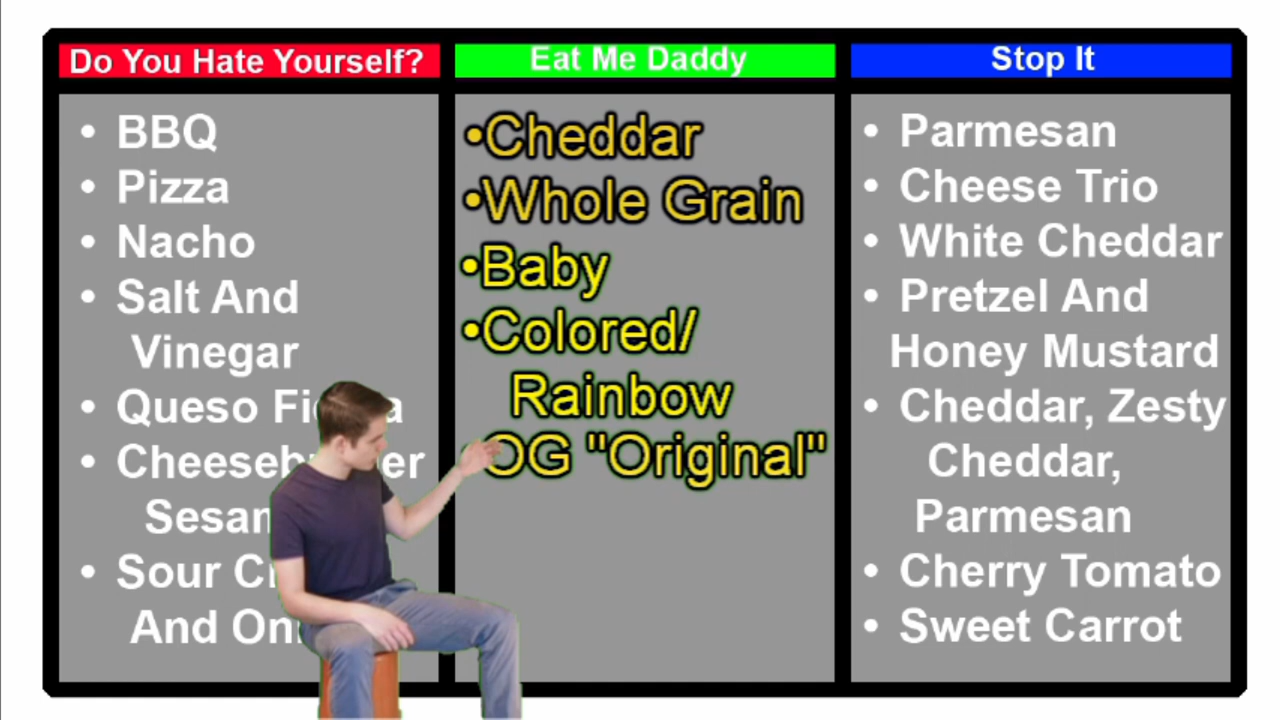 Do You Hate Yourself?
• BBQ
• Pizza
• Nacho
• Salt And
Vinegar
• Queso
•
•  Sour
And
Eat Me Daddy
•Cheddar
•Whole Grain
•Baby
•Colored/
Rainbow
OG "Original"
Stop It
• Parmesan
• Cheese Trio
• White Cheddar
• Pretzel And
Honey Mustard
• Cheddar, Zesty
Cheddar,
Parmesan
• Cherry Tomato
• Sweet Carrot